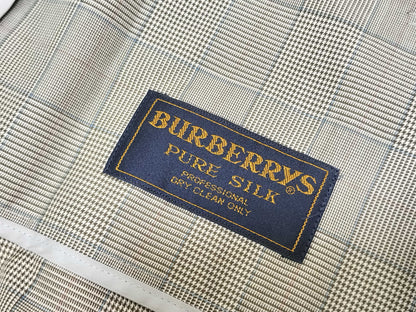 BURBERRYS®
PURE SILK
PROFESSIONAL
DRY CLEAN ONLY